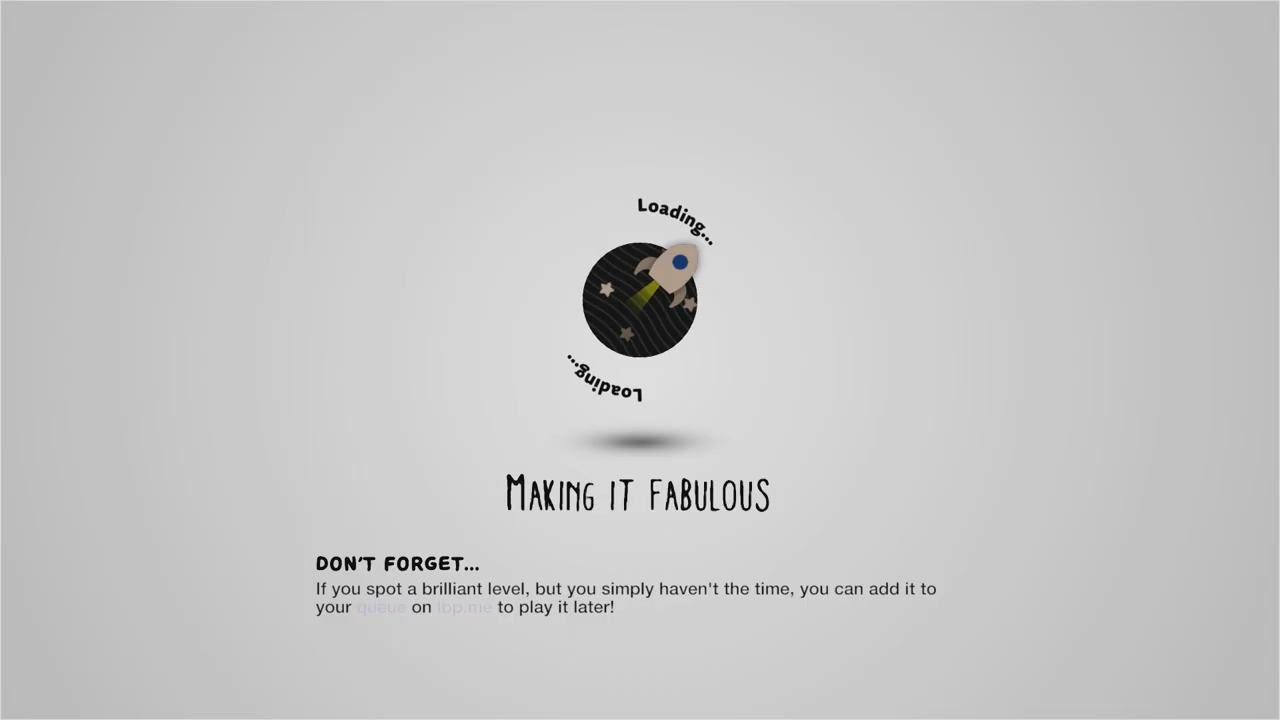 Loading...
Loading...
Making it fabulous
DON'T FORGET...
If you spot a brilliant level, but you simply haven't the time, you can add it to
your queue on lbp.me to play it later!